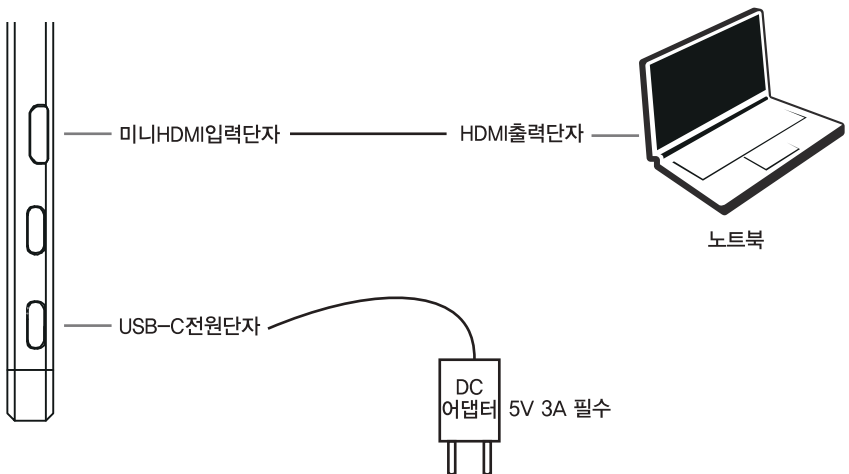 미니HDMI입력단자
HDMI출력단자
노트북
USB-C전원단자
DC
어댑터
5V 3A 필수